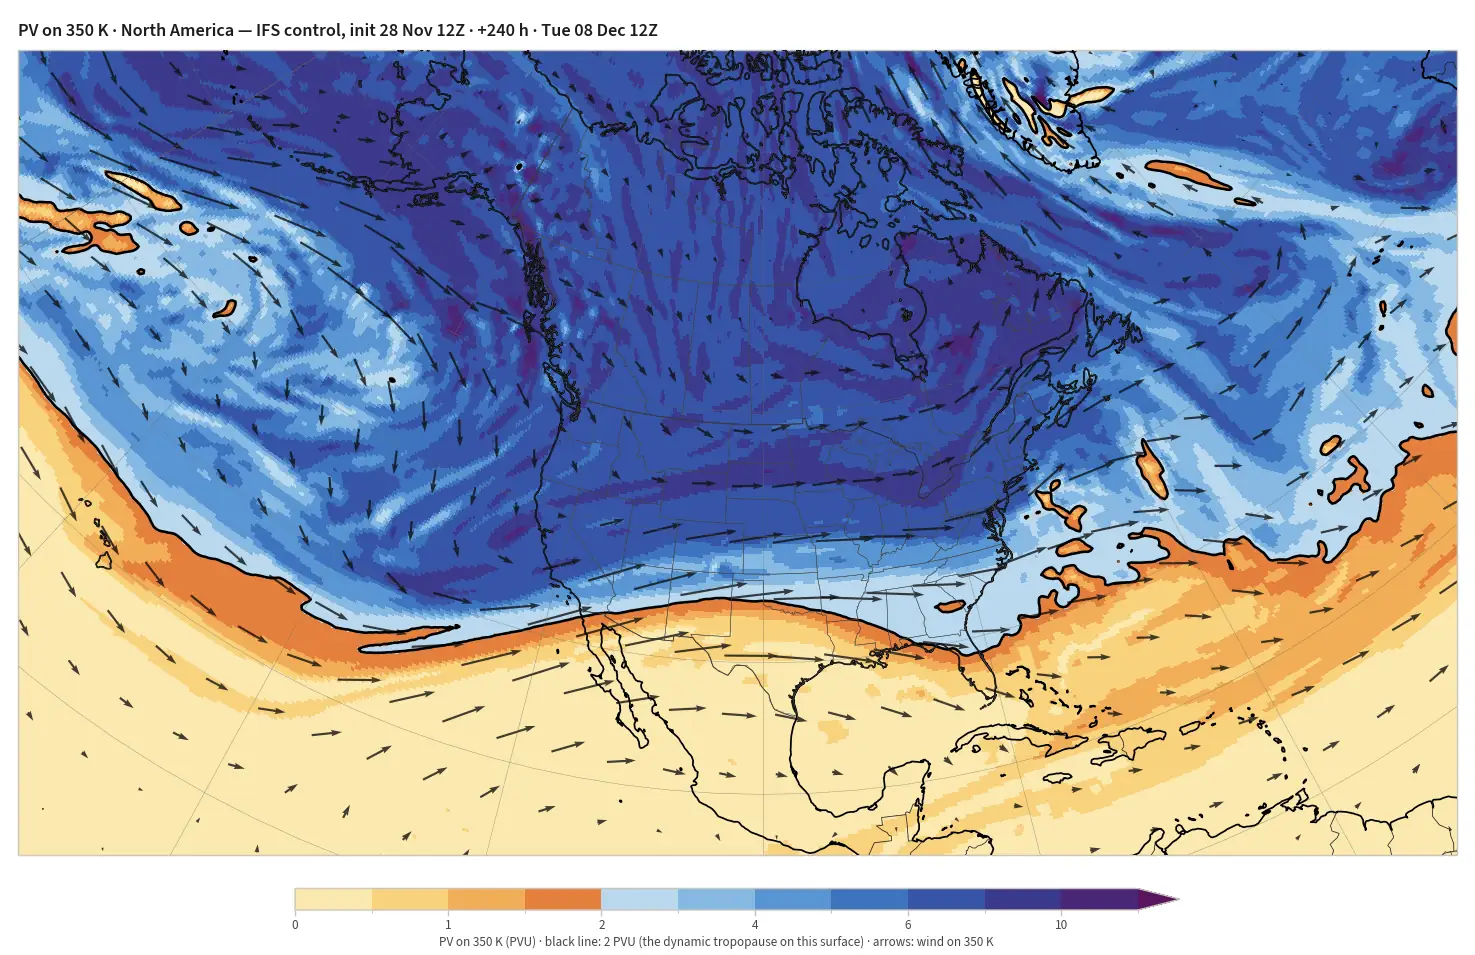 PV on 350 K · North America — IFS control, init 28 Nov 12Z · +240 h · Tue 08 Dec 12Z
0 1 2 4 6 10
PV on 350 K (PVU) · black line: 2 PVU (the dynamic tropopause on this surface) · arrows: wind on 350 K